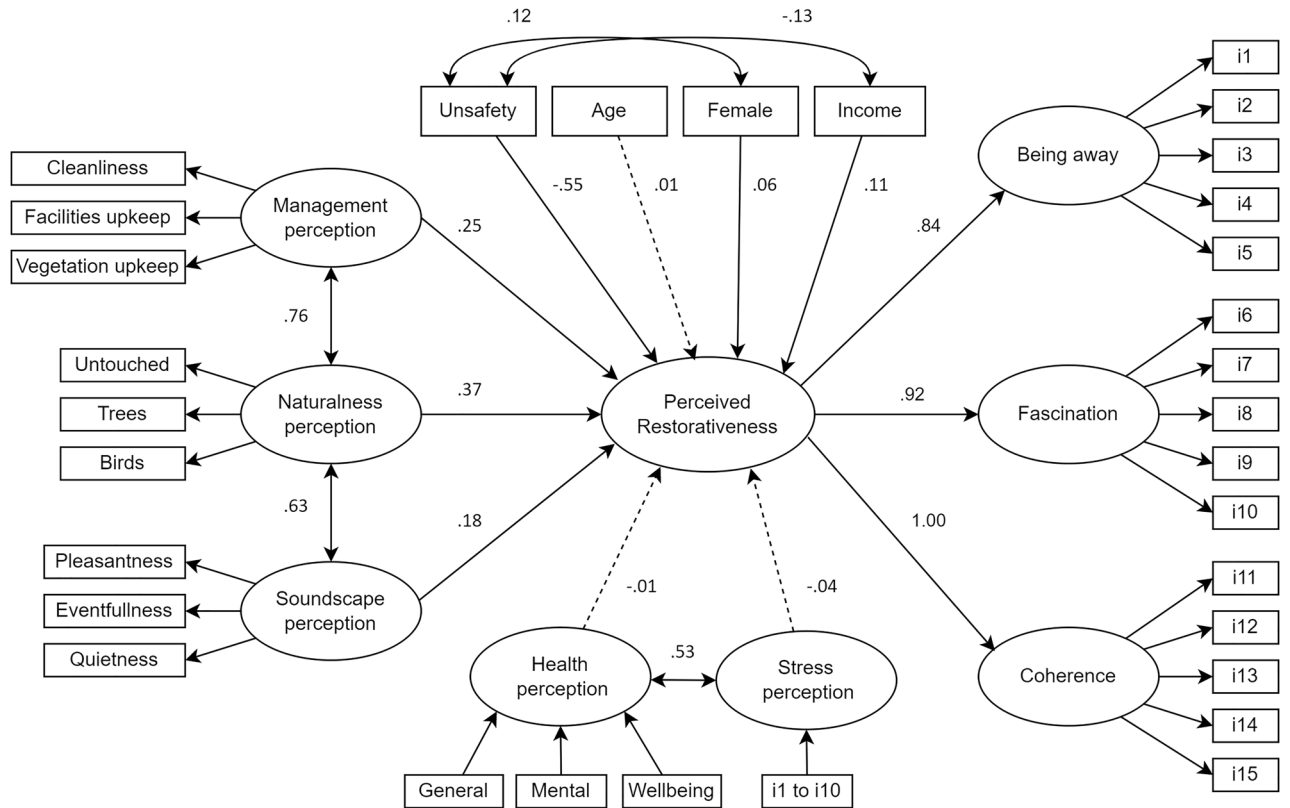 .12
-.13
Unsafety
Age
Female
Income
-.55
.01
.06
.11
Cleanliness
Facilities upkeep
Vegetation upkeep
Management
perception
.25
.76
Untouched
Trees
Birds
Naturalness
perception
.37
.63
Pleasantness
Eventfullness
Quietness
Soundscape
perception
.18
Perceived
Restorativeness
-.01
-.04
Health
perception
.53
Stress
perception
General
Mental
Wellbeing
i1 to i10
.84
Being away
i1
i2
i3
i4
i5
.92
Fascination
i6
i7
i8
i9
i10
1.00
Coherence
i11
i12
i13
i14
i15